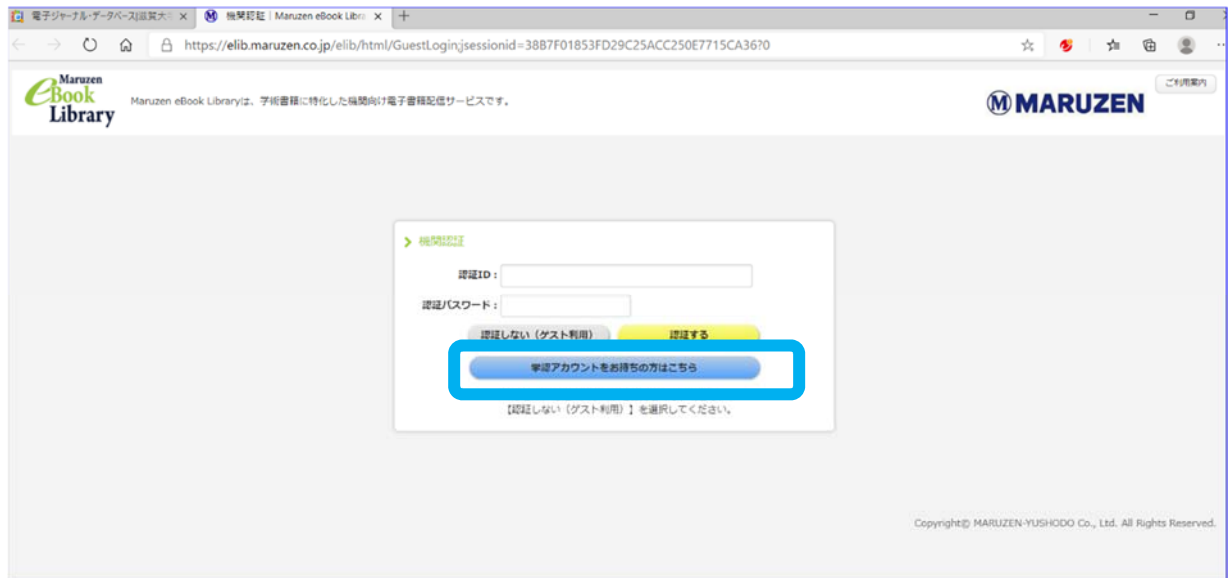 電子ジャーナル・データベース|滋賀大
機関認証 | Maruzen eBook Libra
https://elib.maruzen.co.jp/elib/html/GuestLogin;jsessionid=38B7F01853FD29C25ACC250E7715CA36?0
Maruzen
eBook
Library
Maruzen eBook Libraryは、学術書籍に特化した機関向け電子書籍配信サービスです。
M MARUZEN
ご利用案内
機関認証
認証ID：
認証パスワード：
認証しない（ゲスト利用） 認証する
学認アカウントをお持ちの方はこちら
【認証しない（ゲスト利用）】を選択してください。
Copyright© MARUZEN-YUSHODO Co., Ltd. All Rights Reserved.